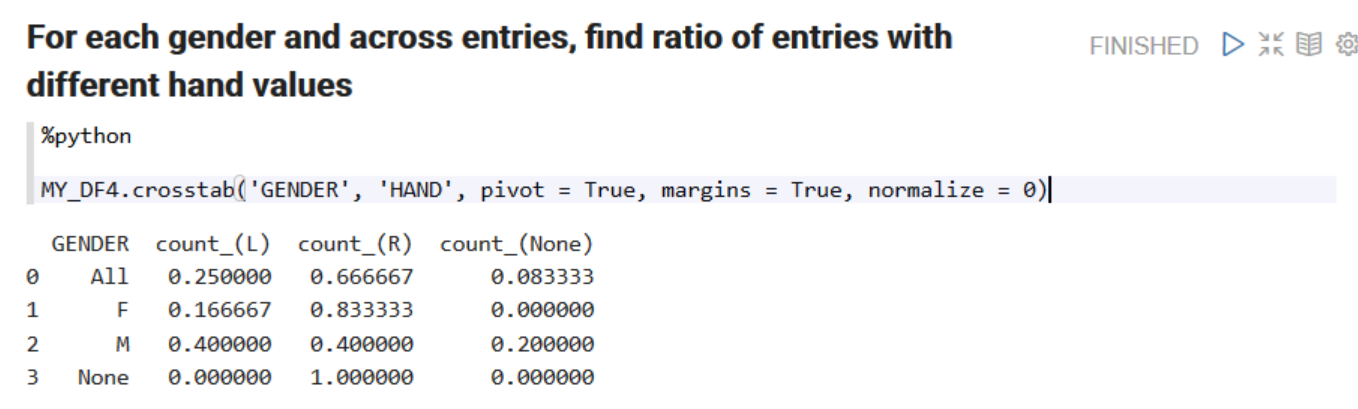 For each gender and across entries, find ratio of entries with
different hand values
FINISHED
%python
MY_DF4.crosstab('GENDER', 'HAND', pivot = True, margins = True, normalize = 0)
GENDER count_(L) count_(R) count_(None)
0 All 0.250000 0.666667 0.083333
1 F 0.166667 0.833333 0.000000
2 M 0.400000 0.400000 0.200000
3 None 0.000000 1.000000 0.000000